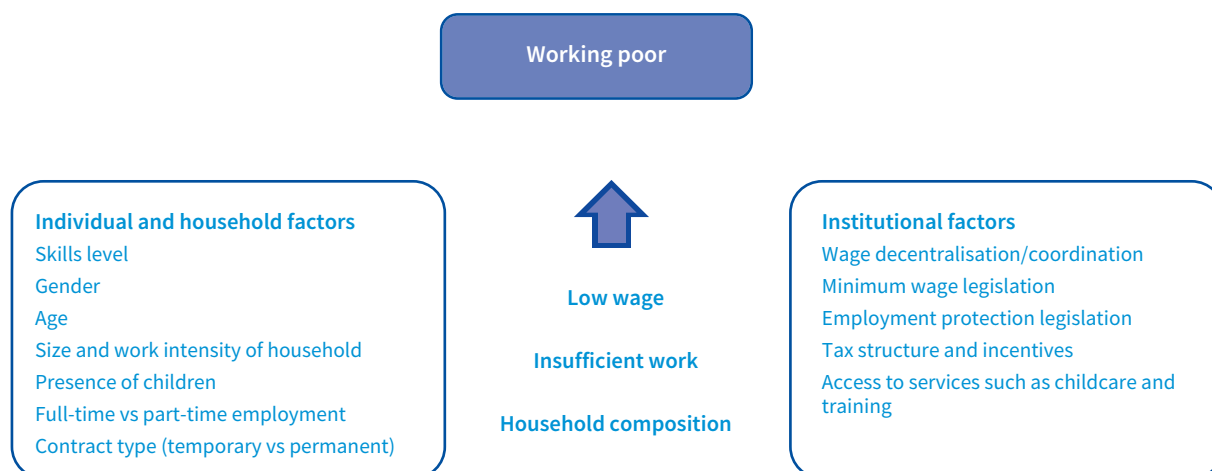 Working poor
Individual and household factors
Skills level
Gender
Age
Size and work intensity of household
Presence of children
Full-time vs part-time employment
Contract type (temporary vs permanent)
Low wage
Insufficient work
Household composition
Institutional factors
Wage decentralisation/coordination
Minimum wage legislation
Employment protection legislation
Tax structure and incentives
Access to services such as childcare and
training